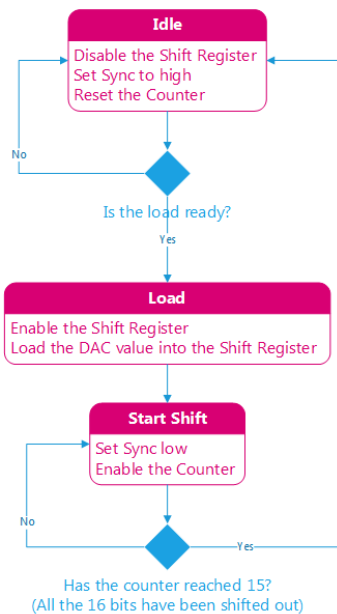 Idle
Disable the Shift Register
Set Sync to high
Reset the Counter
No
Is the load ready?
Yes
Load
Enable the Shift Register
Load the DAC value into the Shift Register
Start Shift
Set Sync low
Enable the Counter
No
Yes
Has the counter reached 15?
(All the 16 bits have been shifted out)